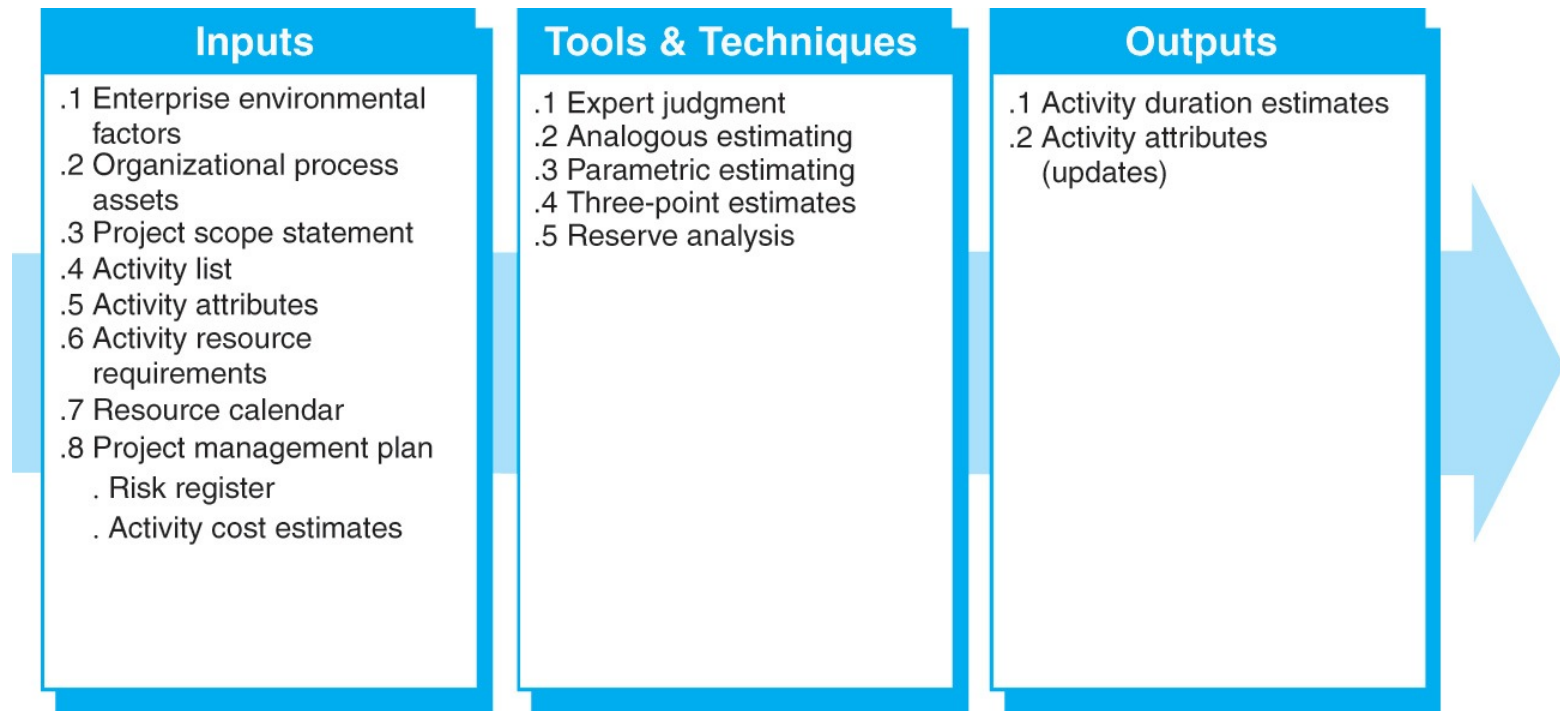 Inputs
.1 Enterprise environmental
factors
.2 Organizational process
assets
.3 Project scope statement
.4 Activity list
.5 Activity attributes
.6 Activity resource
requirements
.7 Resource calendar
.8 Project management plan
. Risk register
. Activity cost estimates
Tools & Techniques
.1 Expert judgment
.2 Analogous estimating
.3 Parametric estimating
.4 Three-point estimates
.5 Reserve analysis
Outputs
.1 Activity duration estimates
.2 Activity attributes
(updates)